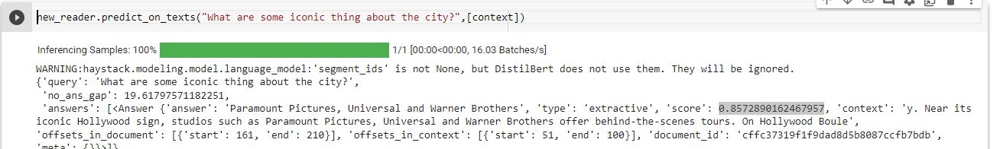 new_reader.predict_on_texts("What are some iconic thing about the city?",[context])
Inferencing Samples: 100% 1/1 [00:00<00:00, 16.03 Batches/s]
WARNING:haystack.modeling.model.language_model:'segment_ids' is not None, but DistilBert does not use them. They will be ignored.
{'query': 'What are some iconic thing about the city?',
'no_ans_gap': 19.61797571182251,
'answers': [<Answer {'answer': 'Paramount Pictures, Universal and Warner Brothers', 'type': 'extractive', 'score': 0.8572890162467957, 'context': 'y. Near its
iconic Hollywood sign, studios such as Paramount Pictures, Universal and Warner Brothers offer behind-the-scenes tours. On Hollywood Boule',
'offsets_in_document': [{'start': 161, 'end': 210}], 'offsets_in_context': [{'start': 51, 'end': 100}], 'document_id': 'cffc37319f1f9dad8d5b8087ccfb7bdb',
'meta': {}}>]}